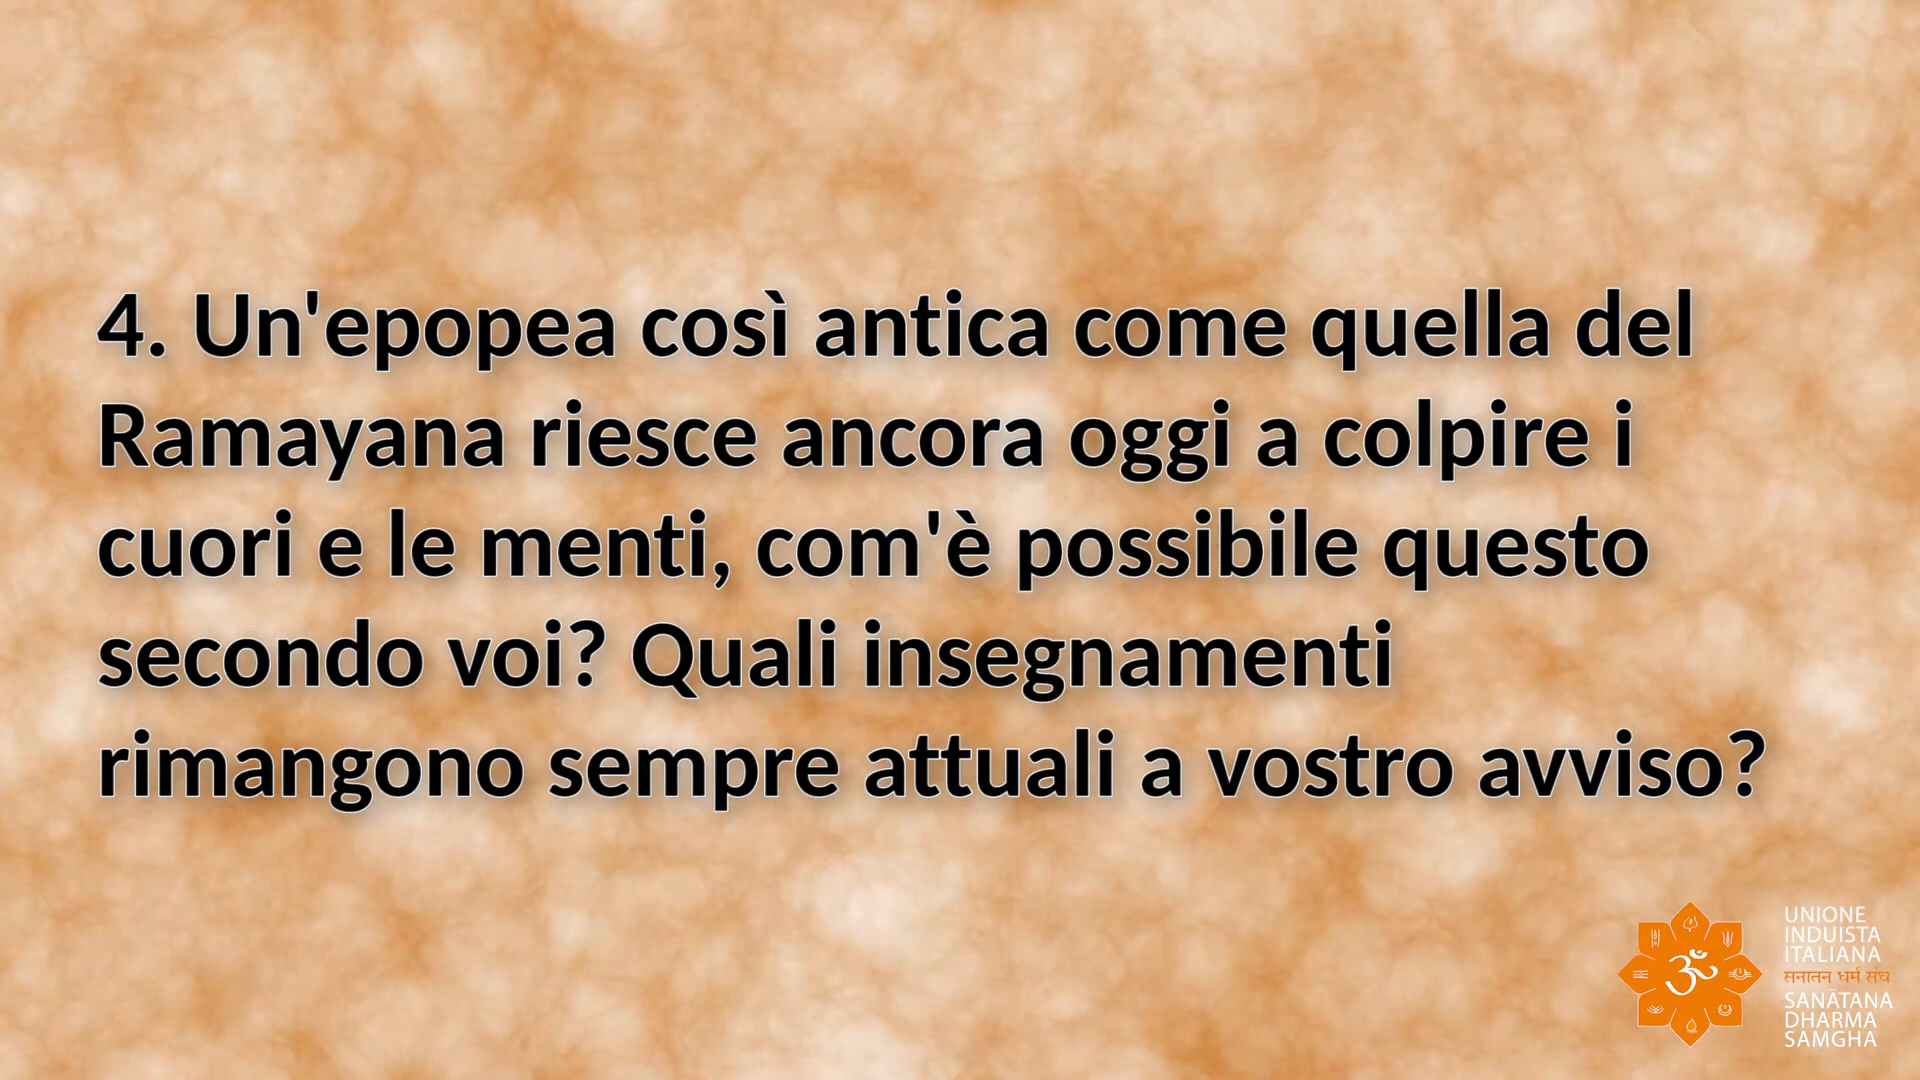 4. Un'epopea così antica come quella del
Ramayana riesce ancora oggi a colpire i
cuori e le menti, com'è possibile questo
secondo voi? Quali insegnamenti
rimangono sempre attuali a vostro avviso?
UNIONE
INDUISTA
ITALIANA
सनातन धर्म संघ
SANĀTANA
DHARMA
SAMGHA
ॐ